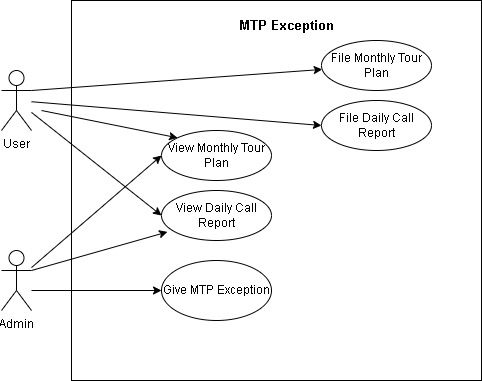 MTP Exception
File Monthly Tour
Plan
File Daily Call
Report
User
View Monthly Tour
Plan
View Daily Call
Report
Give MTP Exception
Admin